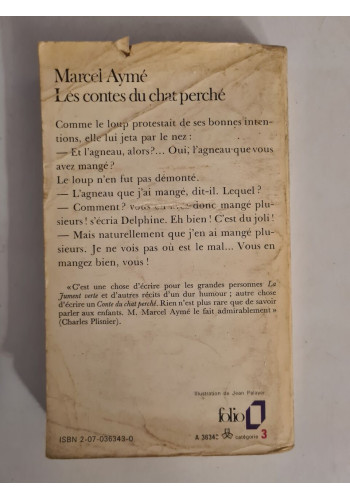 Marcel Aymé
Les contes du chat perché
Comme le loup protestait de ses bonnes inten-
tions, elle lui jeta par le nez :
— Et l'agneau, alors?... Oui, l'agneau que vous
avez mangé?
Le loup n'en fut pas démonté.
— L'agneau que j'ai mangé, dit-il. Lequel?
— Comment? vous donc mangé plu-
sieurs! s'écria Delphine. Eh bien! C'est du joli!
— Mais naturellement que j'en ai mangé plu-
sieurs. Je ne vois pas où est le mal... Vous en
mangez bien, vous!
« C'est une chose d'écrire pour les grandes personnes La
Jument verte et d'autres récits d'un dur humour; autre chose
d'écrire un Conte du chat perché. Rien n'est plus rare que de savoir
parler aux enfants. M. Marcel Aymé le fait admirablement »
(Charles Plisnier).
Illustration de Jean Palayer
folio
ISBN 2-07-036343-0
A 36343 catégorie 3